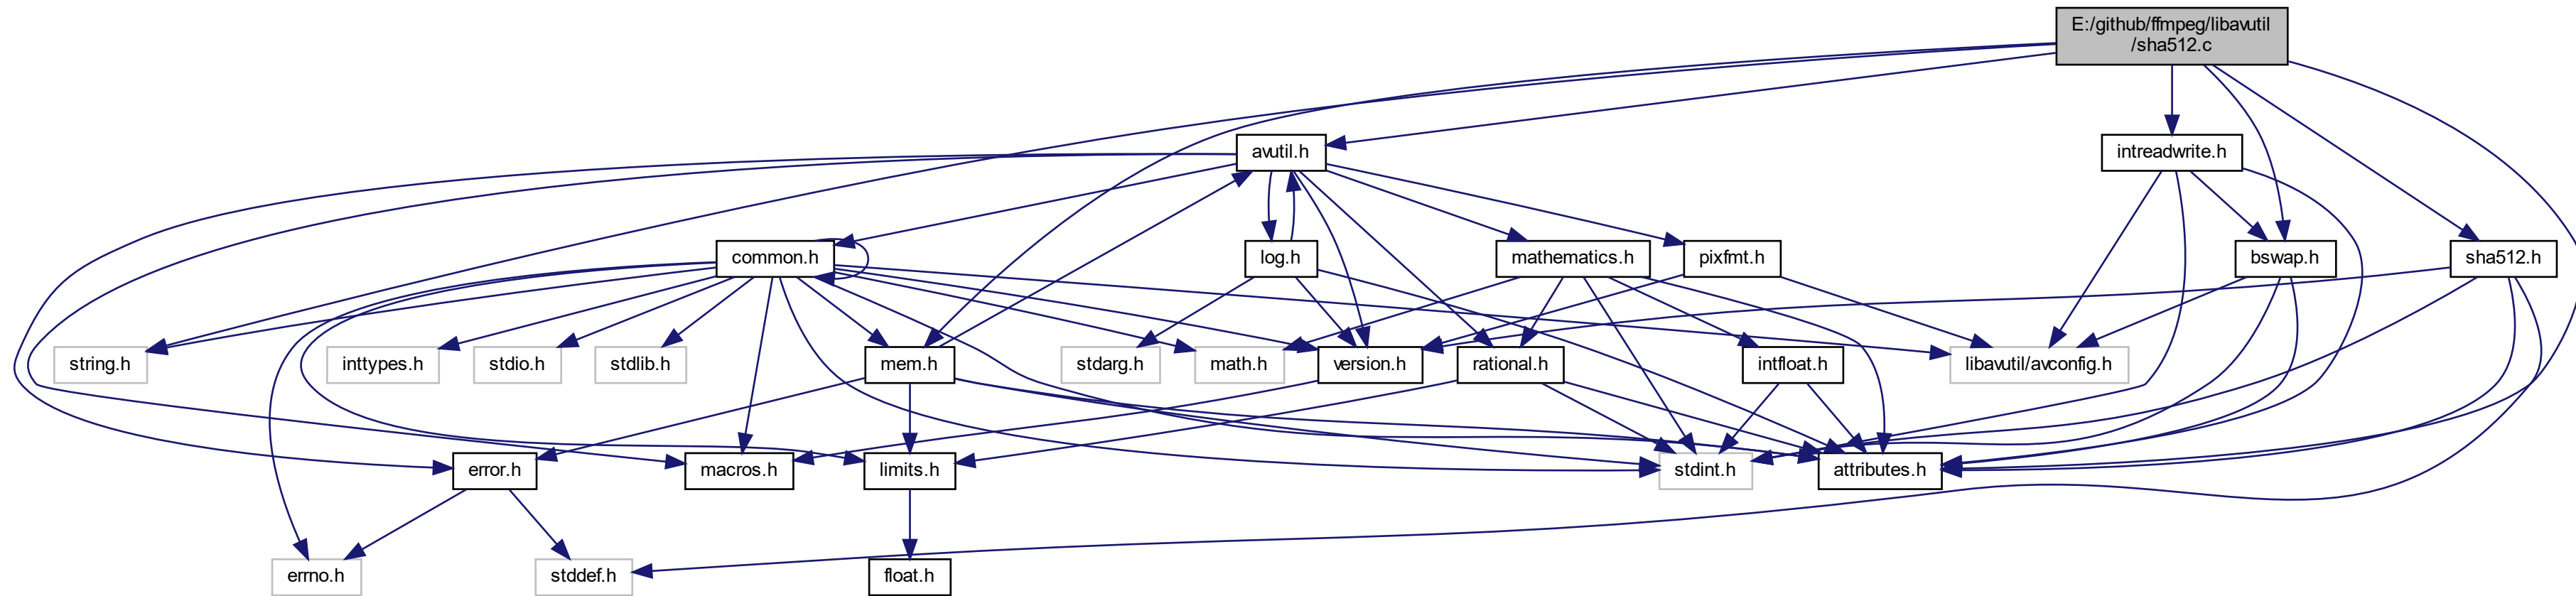 E:/github/ffmpeg/libavutil
/sha512.c
avutil.h
intreadwrite.h
common.h
log.h
mathematics.h
pixfmt.h
bswap.h
sha512.h
string.h
inttypes.h
stdio.h
stdlib.h
mem.h
stdarg.h
math.h
version.h
rational.h
intfloat.h
libavutil/avconfig.h
error.h
macros.h
limits.h
stdint.h
attributes.h
errno.h
stddef.h
float.h